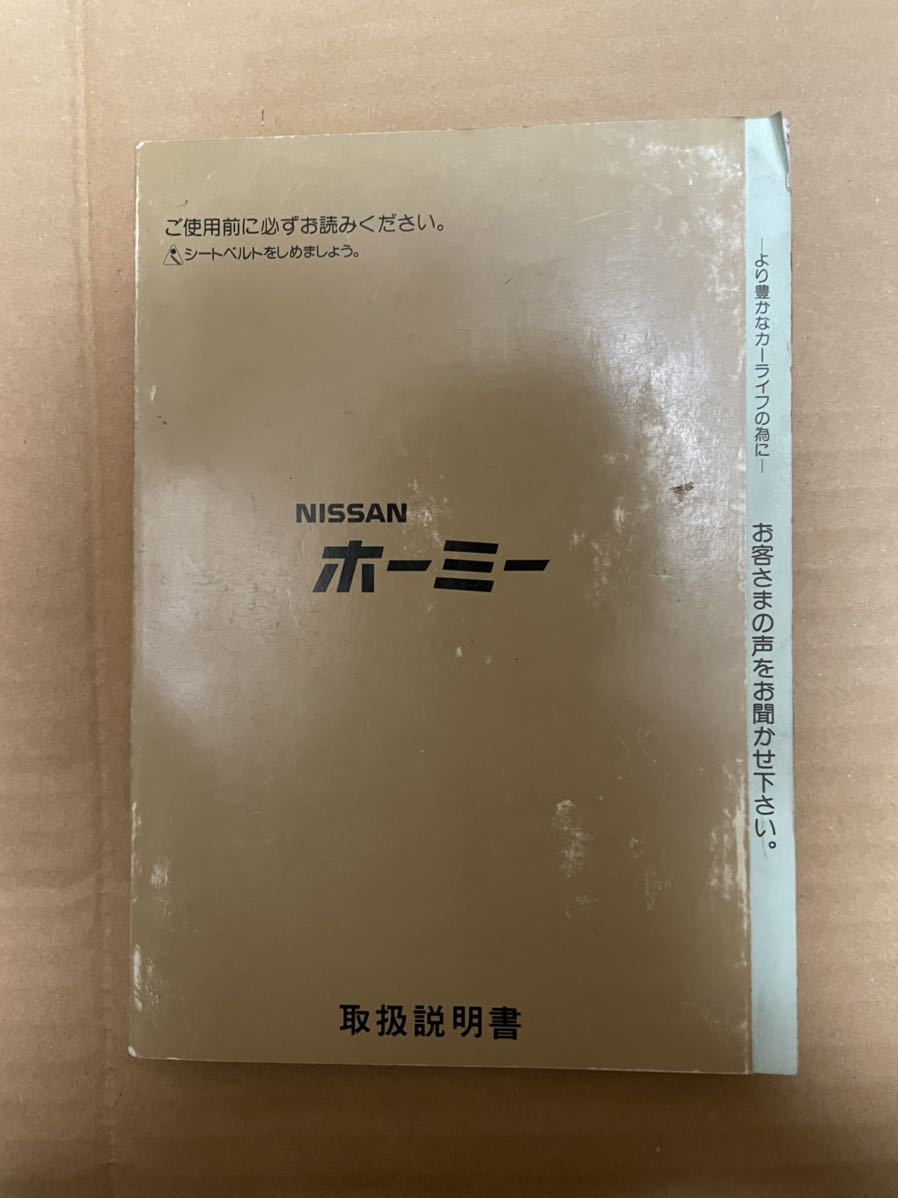 ご使用前に必ずお読みください。
シートベルトをしめましょう。
NISSAN
ホーミー
取扱説明書
―より豊かなカーライフの為に―
お客さまの声をお聞かせ下さい。